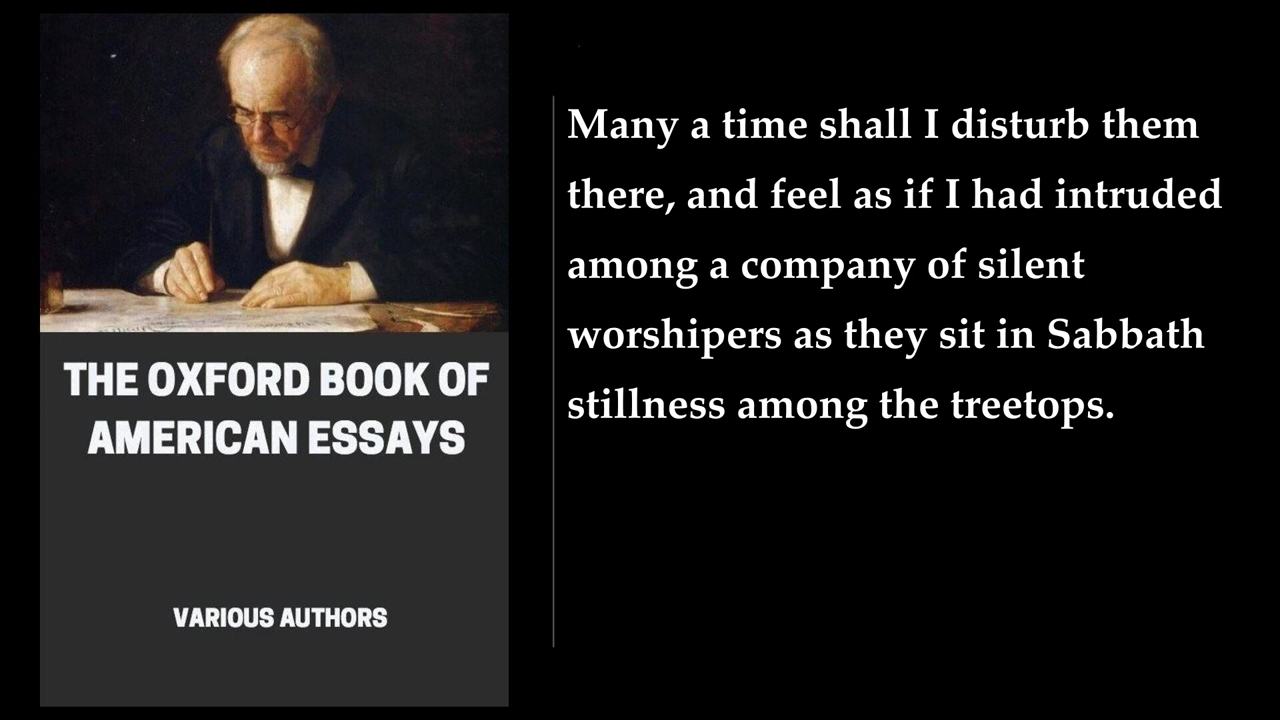 THE OXFORD BOOK OF
AMERICAN ESSAYS
VARIOUS AUTHORS
Many a time shall I disturb them
there, and feel as if I had intruded
among a company of silent
worshipers as they sit in Sabbath
stillness among the treetops.